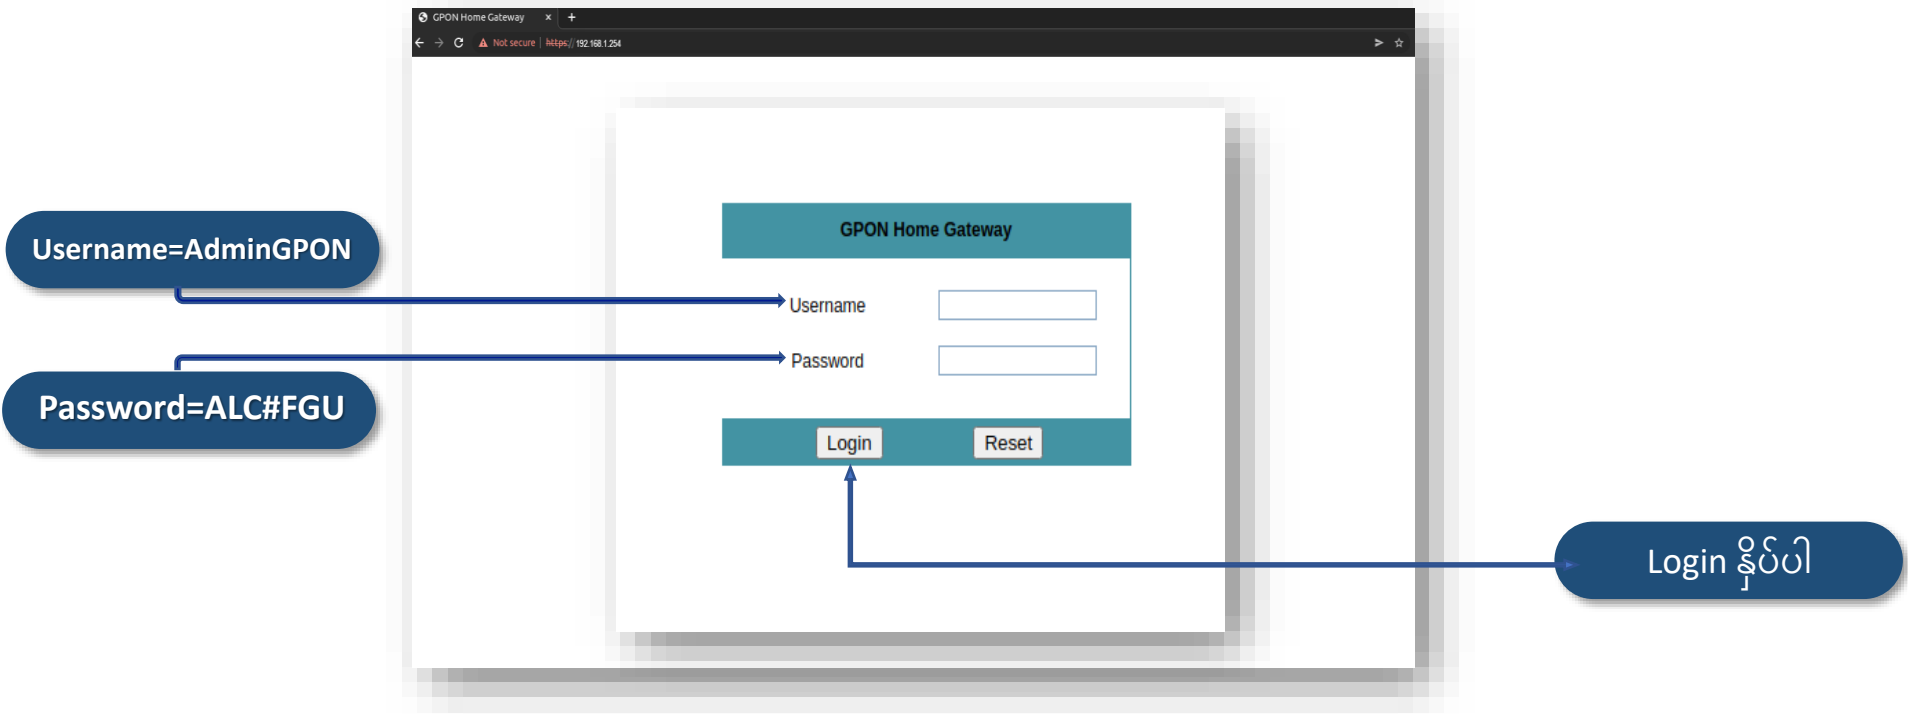 GPON Home Gateway
Not secure | https://192.168.1.254
GPON Home Gateway
Username=AdminGPON
Username
Password
Password=ALC#FGU
Login
Reset
Login နှိပ်ပါ